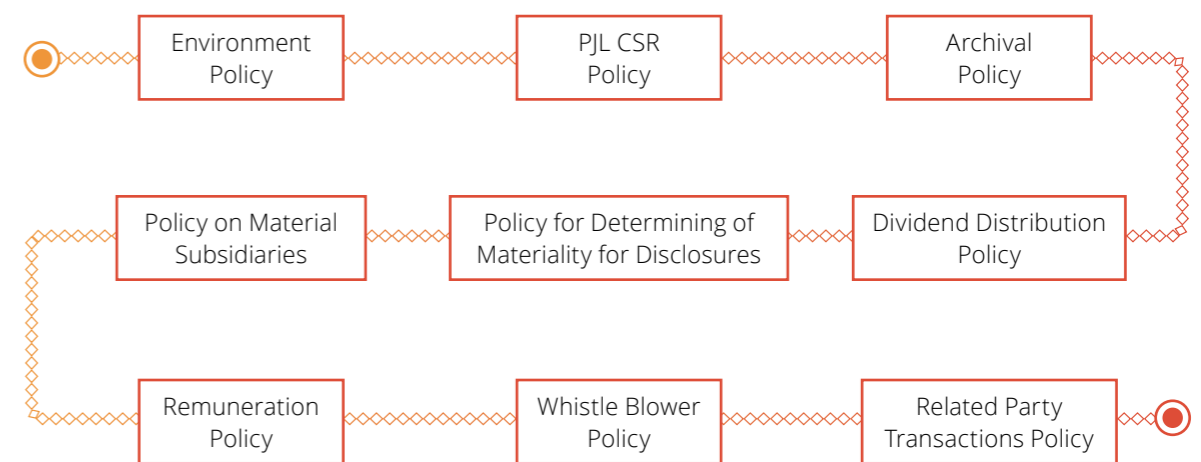 Environment
Policy
PJL CSR
Policy
Archival
Policy
Policy on Material
Subsidiaries
Policy for Determining of
Materiality for Disclosures
Dividend Distribution
Policy
Remuneration
Policy
Whistle Blower
Policy
Related Party
Transactions Policy